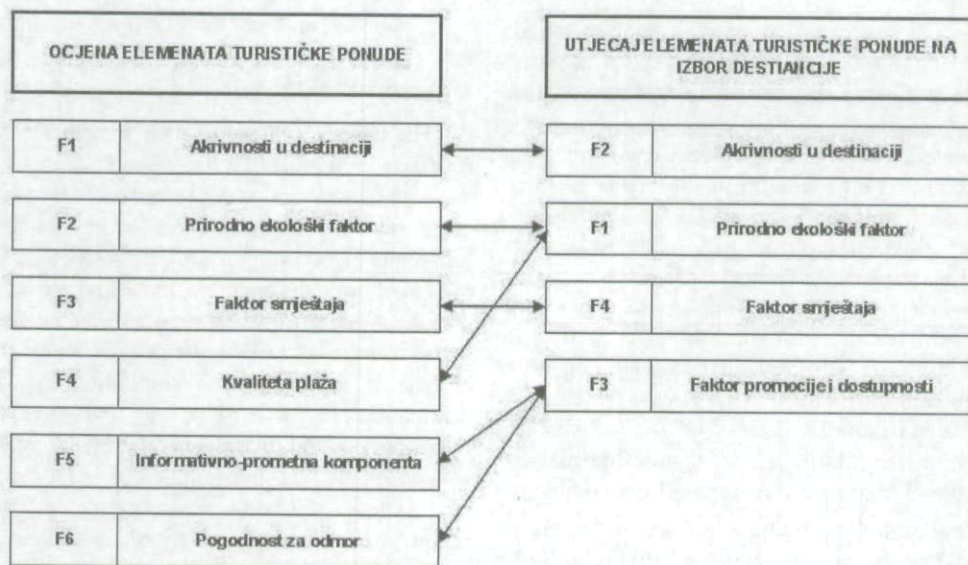 OCJENA ELEMENATA TURISTIČKE PONUDE
UTJECAJ ELEMENATA TURISTIČKE PONUDE NA
IZBOR DESTIANCIJE
F1 Akrivnosti u destinaciji
F2 Akrivnosti u destinaciji
F2 Prirodno ekološki faktor
F1 Prirodno ekološki faktor
F3 Faktor smještaja
F4 Faktor smještaja
F4 Kvaliteta plaža
F3 Faktor promocije i dostupnosti
F5 Informativno-prometna komponenta
F6 Pogodnost za odmor